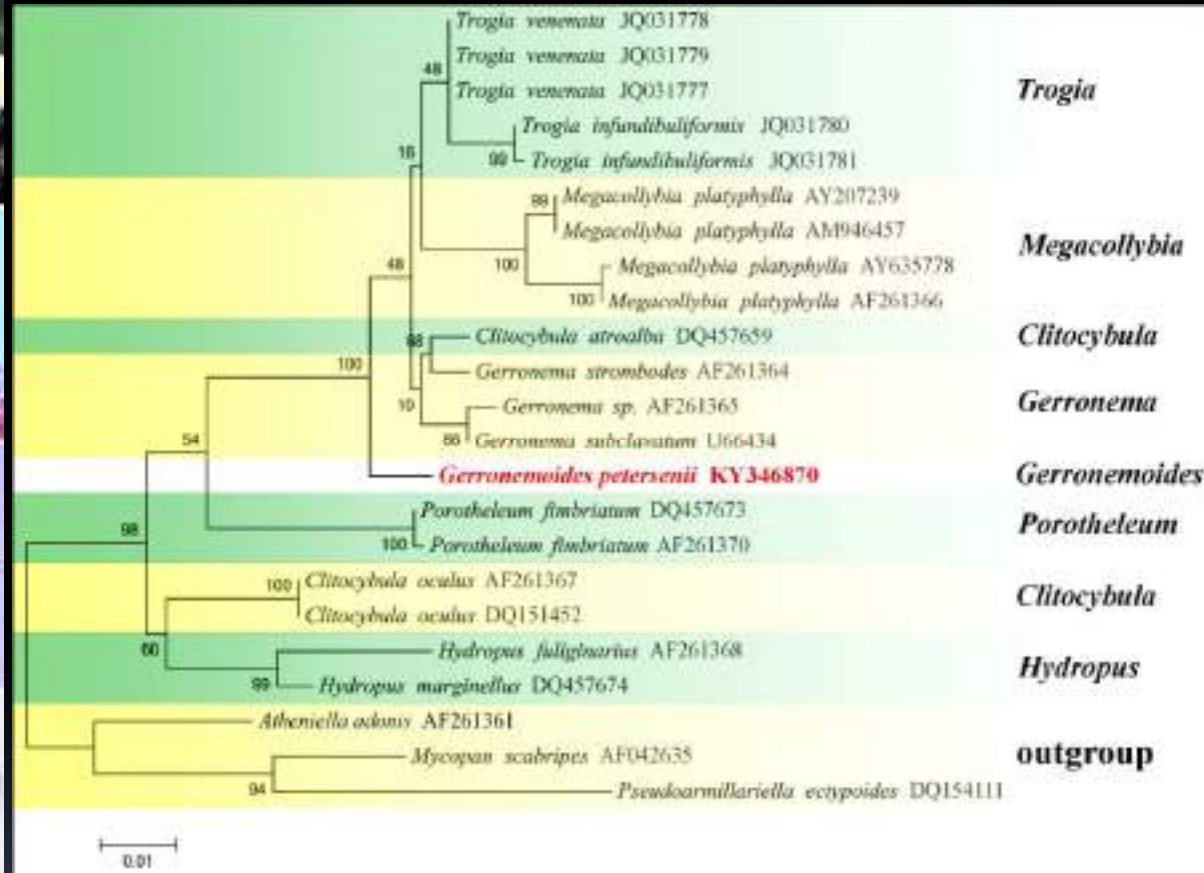 Trogia venenata JQ031778
Trogia venenata JQ031779
48
Trogia venenata JQ031777
Trogia
Trogia infundibuliformis JQ031780
16
99 Trogia infundibuliformis JQ031781
99 Megacollybia platyphylla AY207239
Megacollybia platyphylla AM946457
Megacollybia
48
100
Megacollybia platyphylla AY635778
100 Megacollybia platyphylla AF261366
Clitocybula atroalba DQ457659
Clitocybula
100
Gerronema strombodes AF261364
10
Gerronema sp. AF261365
Gerronema
54
66 Gerronema subclavatum U66434
Gerronemoides petersenii KY346870
Gerronemoides
Porotheleum fimbriatum DQ457673
Porotheleum
98
100 Porotheleum fimbriatum AF261370
100 Clitocybula oculus AF261367
Clitocybula
Clitocybula oculus DQ151452
60
Hydropus fuliginarius AF261368
Hydropus
99 Hydropus marginellus DQ457674
Atheniella adonis AF261361
Mycopan scabripes AF042635
outgroup
94
Pseudoarmillariella ectypoides DQ154111
0.01